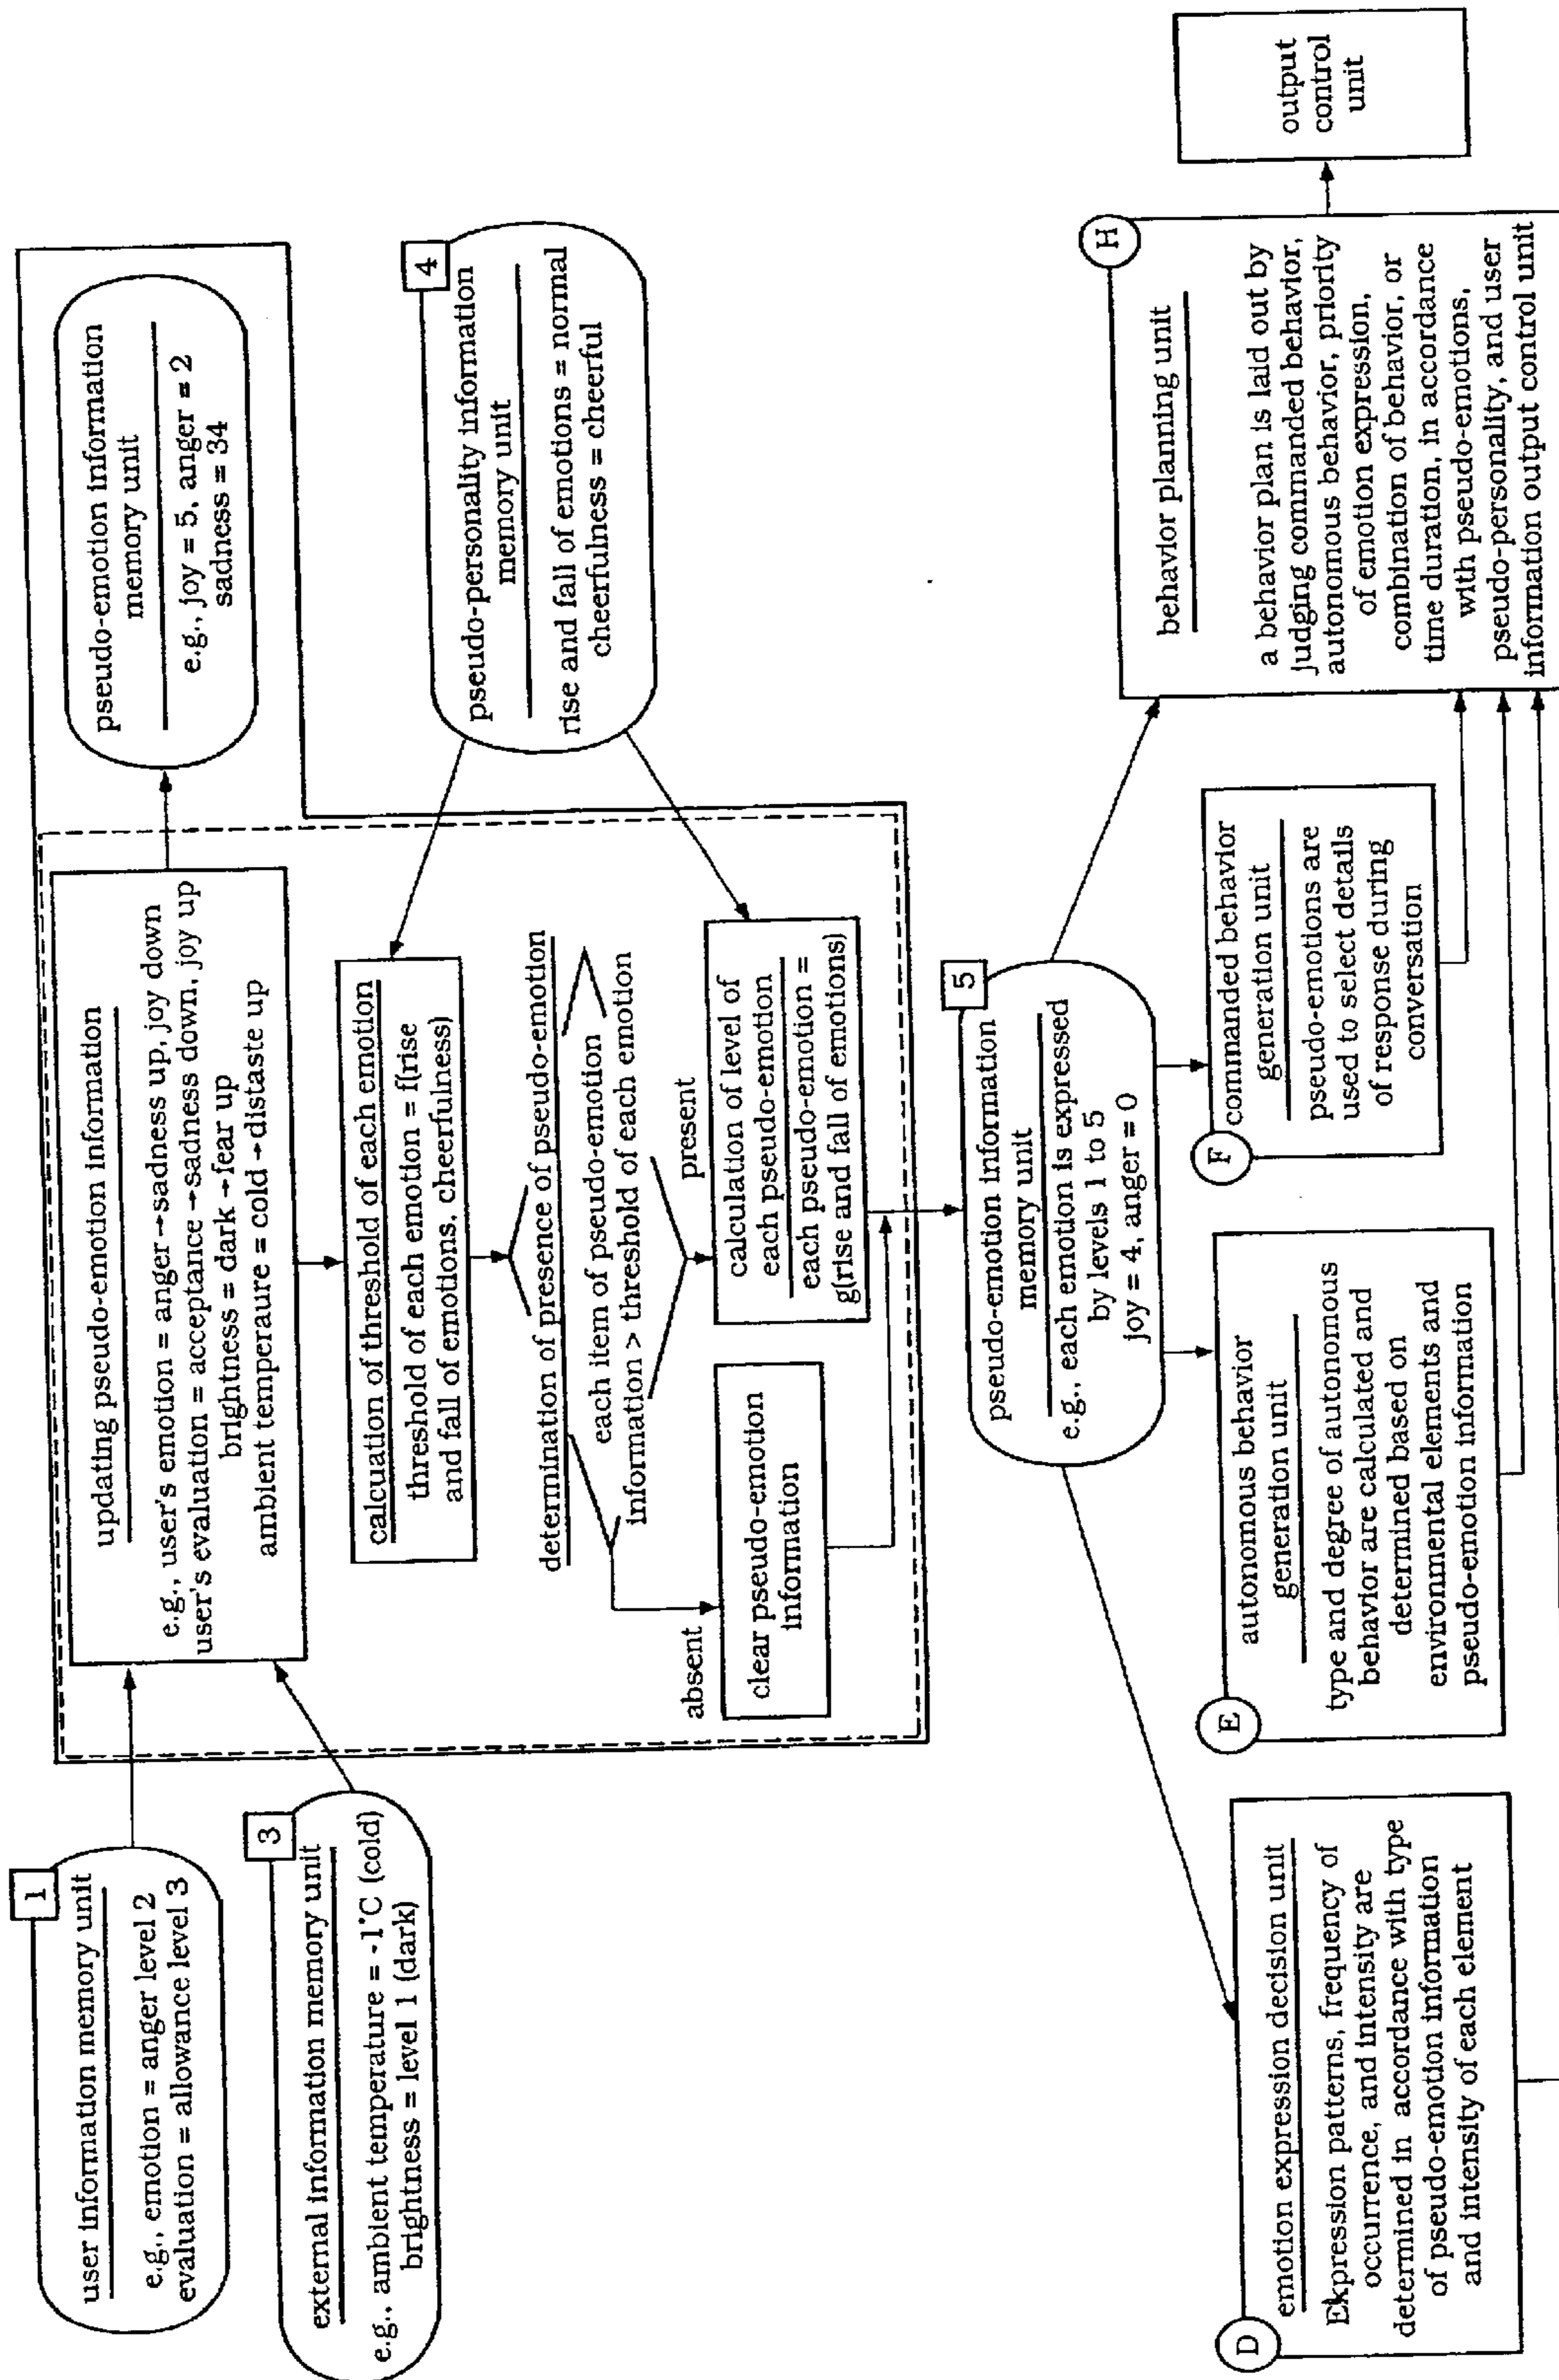 1
user information memory unit
e.g., emotion = anger level 2
evaluation = allowance level 3
3
external information memory unit
e.g., ambient temperature = -1°C (cold)
brightness = level 1 (dark)
updating pseudo-emotion information
e.g., user's emotion = anger→sadness up, joy down
user's evaluation = acceptance→sadness down, joy up
brightness = dark→fear up
ambient temperaure = cold→distaste up
pseudo-emotion information
memory unit
e.g., joy = 5, anger = 2
sadness = 34
4
pseudo-personality information
memory unit
rise and fall of emotions = normal
cheerfulness = cheerful
calcuation of threshold of each emotion
threshold of each emotion = f(rise
and fall of emotions, cheerfulness)
determination of presence of pseudo-emotion
each item of pseudo-emotion
information > threshold of each emotion
absent
present
clear pseudo-emotion
information
calculation of level of
each pseudo-emotion
each pseudo-emotion =
g(rise and fall of emotions)
5
pseudo-emotion information
memory unit
e.g., each emotion is expressed
by levels 1 to 5
joy = 4, anger = 0
D
emotion expression decision unit
Expression patterns, frequency of
occurrence, and intensity are
determined in accordance with type
of pseudo-emotion information
and intensity of each element
E
autonomous behavior
generation unit
type and degree of autonomous
behavior are calculated and
determined based on
environmental elements and
pseudo-emotion information
F
commanded behavior
generation unit
pseudo-emotions are
used to select details
of response during
conversation
H
behavior planning unit
a behavior plan is laid out by
judging commanded behavior,
autonomous behavior, priority
of emotion expression,
combination of behavior, or
time duration, in accordance
with pseudo-emotions,
pseudo-personality, and user
information output control unit
output
control
unit